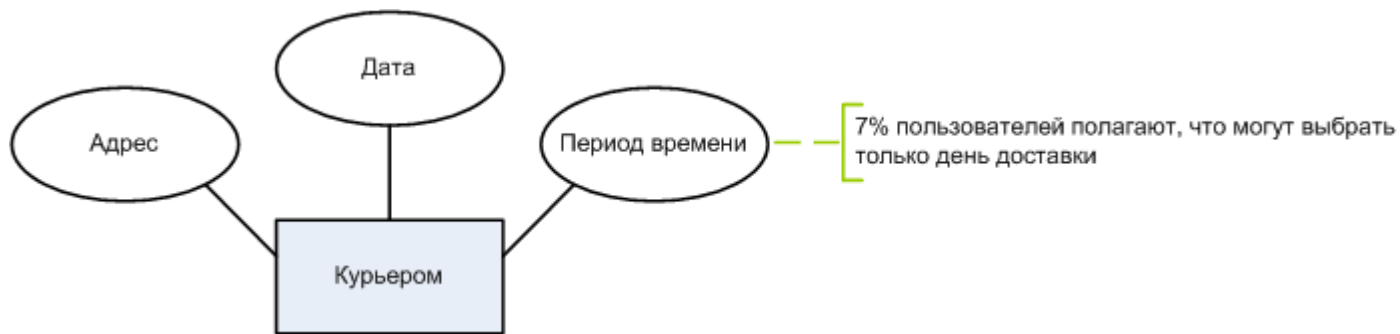 Дата
Адрес
Период времени
7% пользователей полагают, что могут выбрать
только день доставки
Курьером